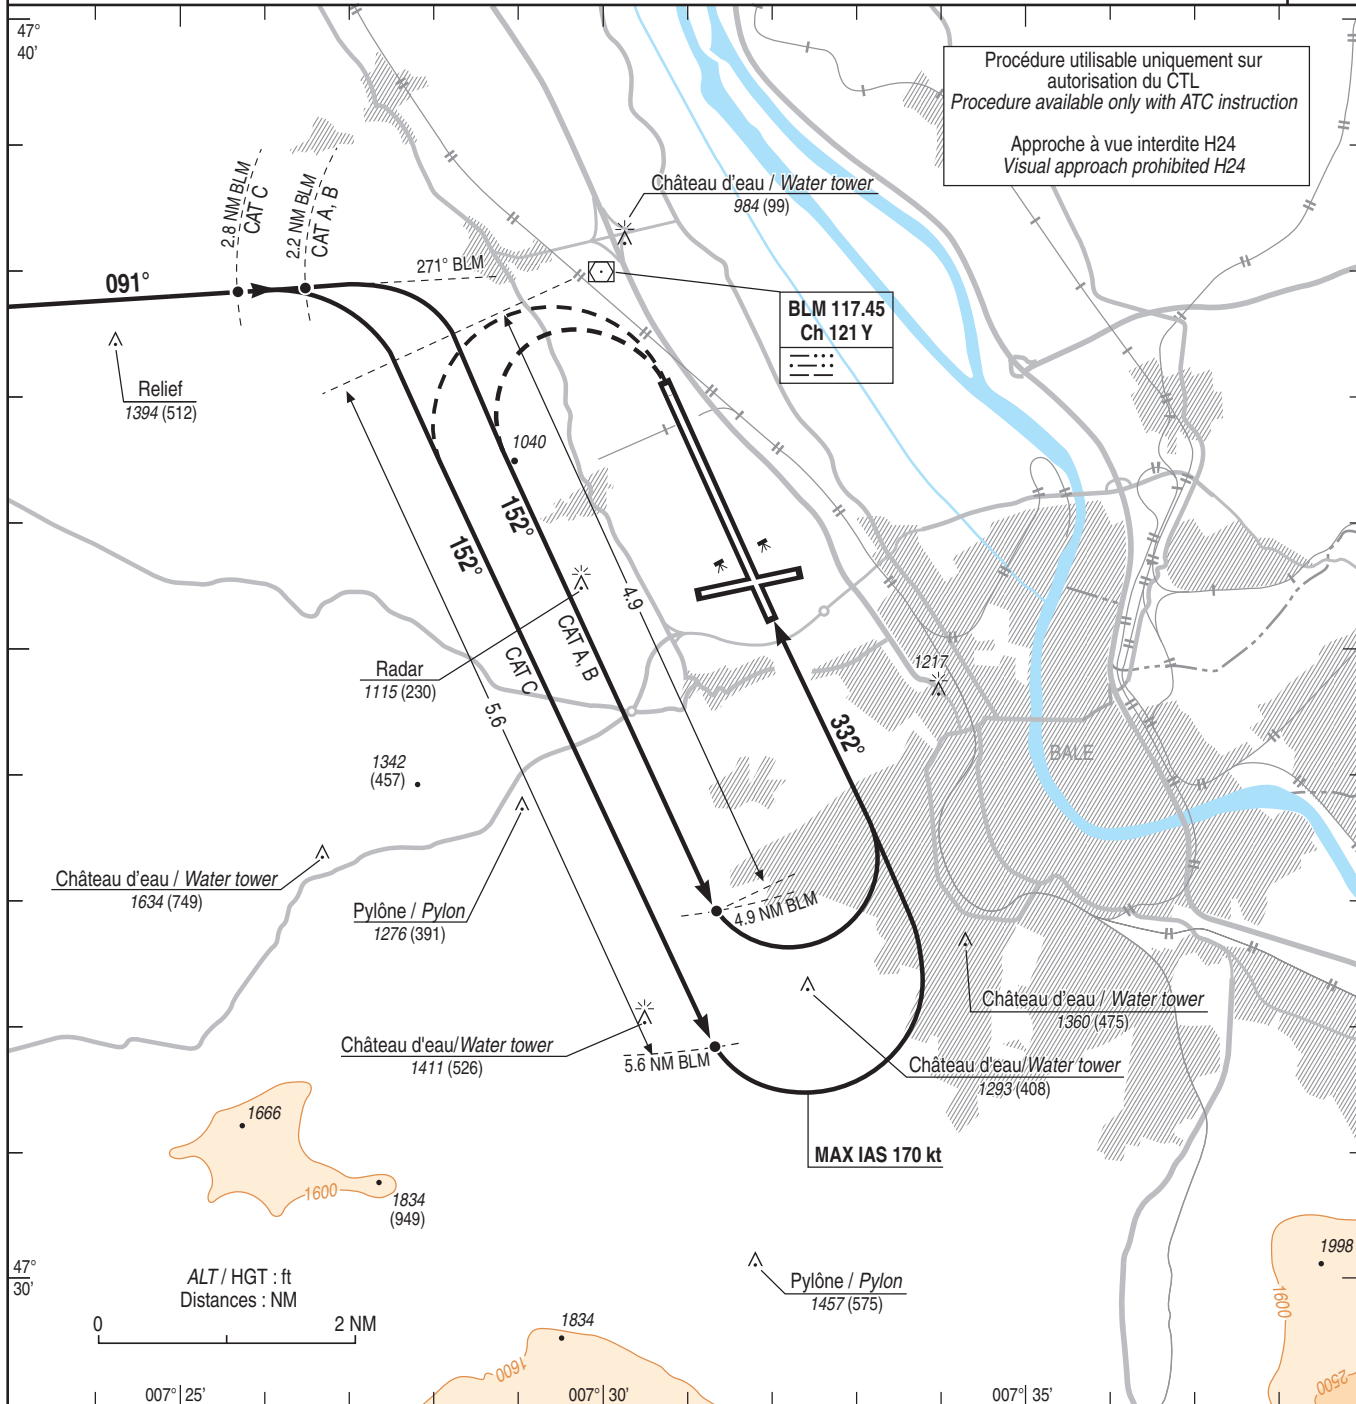 47°
40'
Procédure utilisable uniquement sur
autorisation du CTL
Procedure available only with ATC instruction
Approche à vue interdite H24
Visual approach prohibited H24
2.8 NM BLM
CAT C
2.2 NM BLM
CAT A, B
Château d'eau / Water tower
984 (99)
271° BLM
091°
BLM 117.45
Ch 121 Y
Relief
1394 (512)
1040
152°
152°
4.9
CAT A, B
CAT C
Radar
1115 (230)
5.6
1217
332°
BALE
1342
(457)
Château d'eau / Water tower
1634 (749)
Pylône / Pylon
1276 (391)
4.9 NM BLM
Château d'eau / Water tower
1360 (475)
Château d'eau/Water tower
1411 (526)
5.6 NM BLM
Château d'eau/Water tower
1293 (408)
1666
MAX IAS 170 kt
1600
1834
(949)
1998
47°
30'
ALT / HGT : ft
Distances : NM
Pylône / Pylon
1457 (575)
1600
0
2 NM
1834
1600
2500
007° 25'
007° 30'
007° 35'